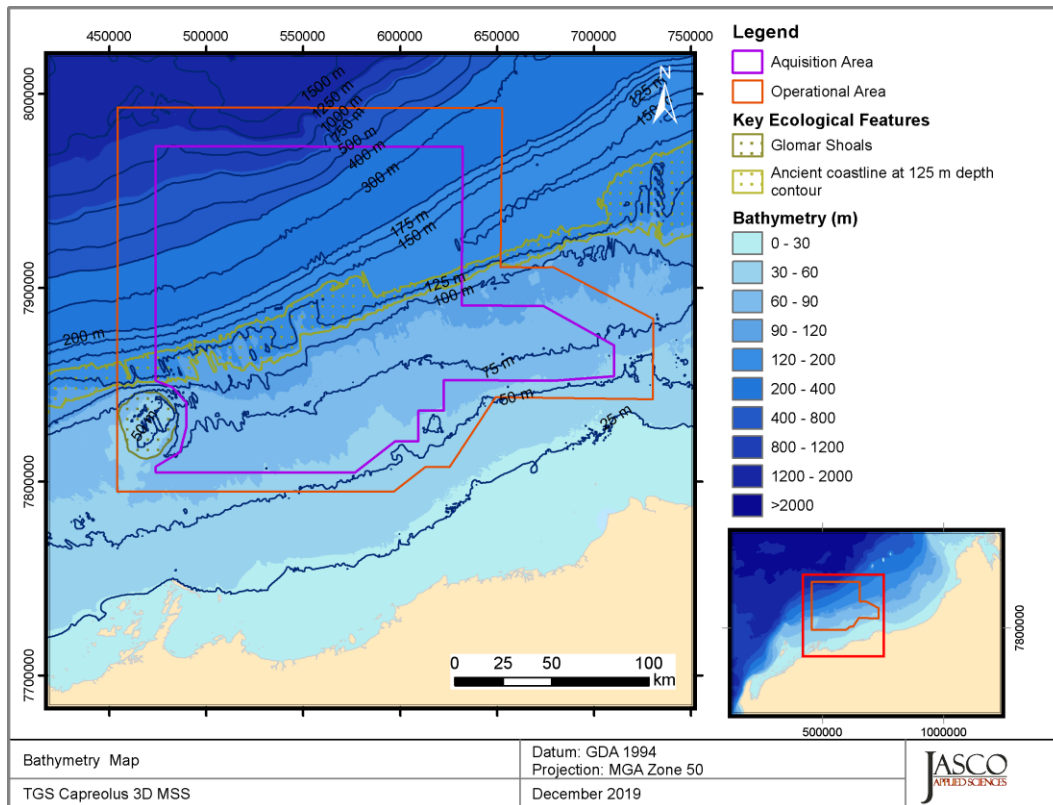 450000 500000 550000 600000 650000 700000 750000
8000000
7900000
7800000
7700000
1500 m
1250 m
1000 m
750 m
500 m
400 m
300 m
175 m
150 m
125 m
150
N
125 m
100 m
200 m
75 m
50 m
50 m
25 m
0 25 50 100
km
Legend
Aquisition Area
Operational Area
Key Ecological Features
Glomar Shoals
Ancient coastline at 125 m depth
contour
Bathymetry (m)
0 - 30
30 - 60
60 - 90
90 - 120
120 - 200
200 - 400
400 - 800
800 - 1200
1200 - 2000
>2000
7800000
500000 1000000
Bathymetry Map
Datum: GDA 1994
Projection: MGA Zone 50
TGS Capreolus 3D MSS
December 2019
JASCO
APPLIED SCIENCES